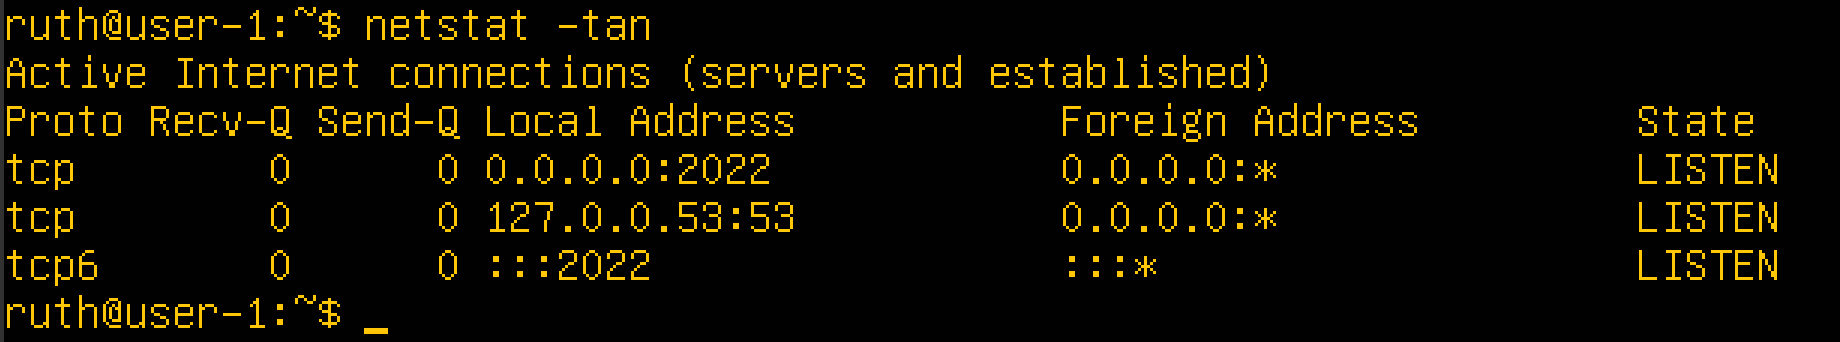 ruth@user-1:~$ netstat -tan
Active Internet connections (servers and established)
Proto Recv-Q Send-Q Local Address           Foreign Address         State
tcp        0      0 0.0.0.0:2022            0.0.0.0:*               LISTEN
tcp        0      0 127.0.0.53:53           0.0.0.0:*               LISTEN
tcp6       0      0 :::2022                 :::*                    LISTEN
ruth@user-1:~$ _